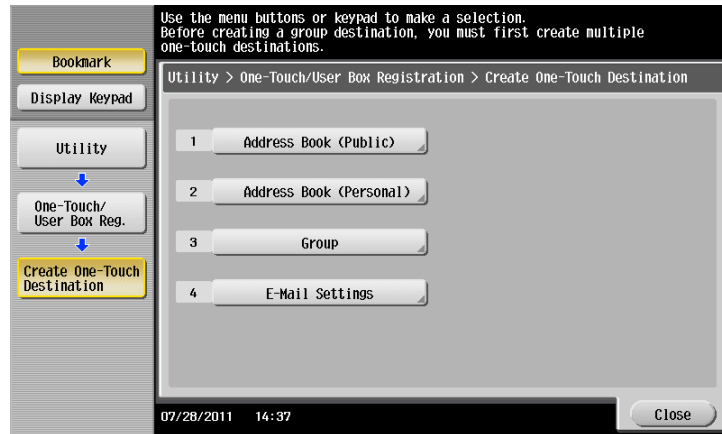 Use the menu buttons or keypad to make a selection.
Before creating a group destination, you must first create multiple
one-touch destinations.
Bookmark
Display Keypad
Utility
One-Touch/
User Box Reg.
Create One-Touch
Destination
Utility > One-Touch/User Box Registration > Create One-Touch Destination
1 Address Book (Public)
2 Address Book (Personal)
3 Group
4 E-Mail Settings
07/28/2011 14:37
Close